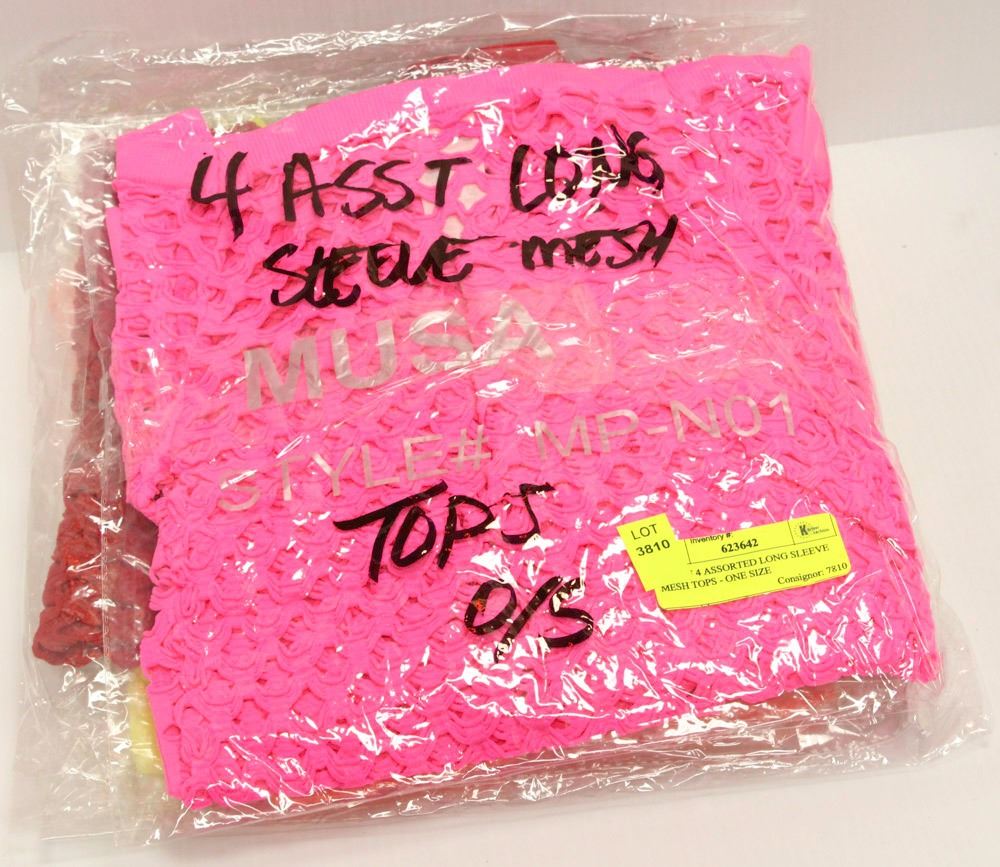 4 ASST LONG
SLEEVE MESH
MUSA
STYLE# MP-N01
TOPS
O/S
LOT
3810
Inventory #:
623642
4 ASSORTED LONG SLEEVE
MESH TOPS - ONE SIZE
Consignor: 7810